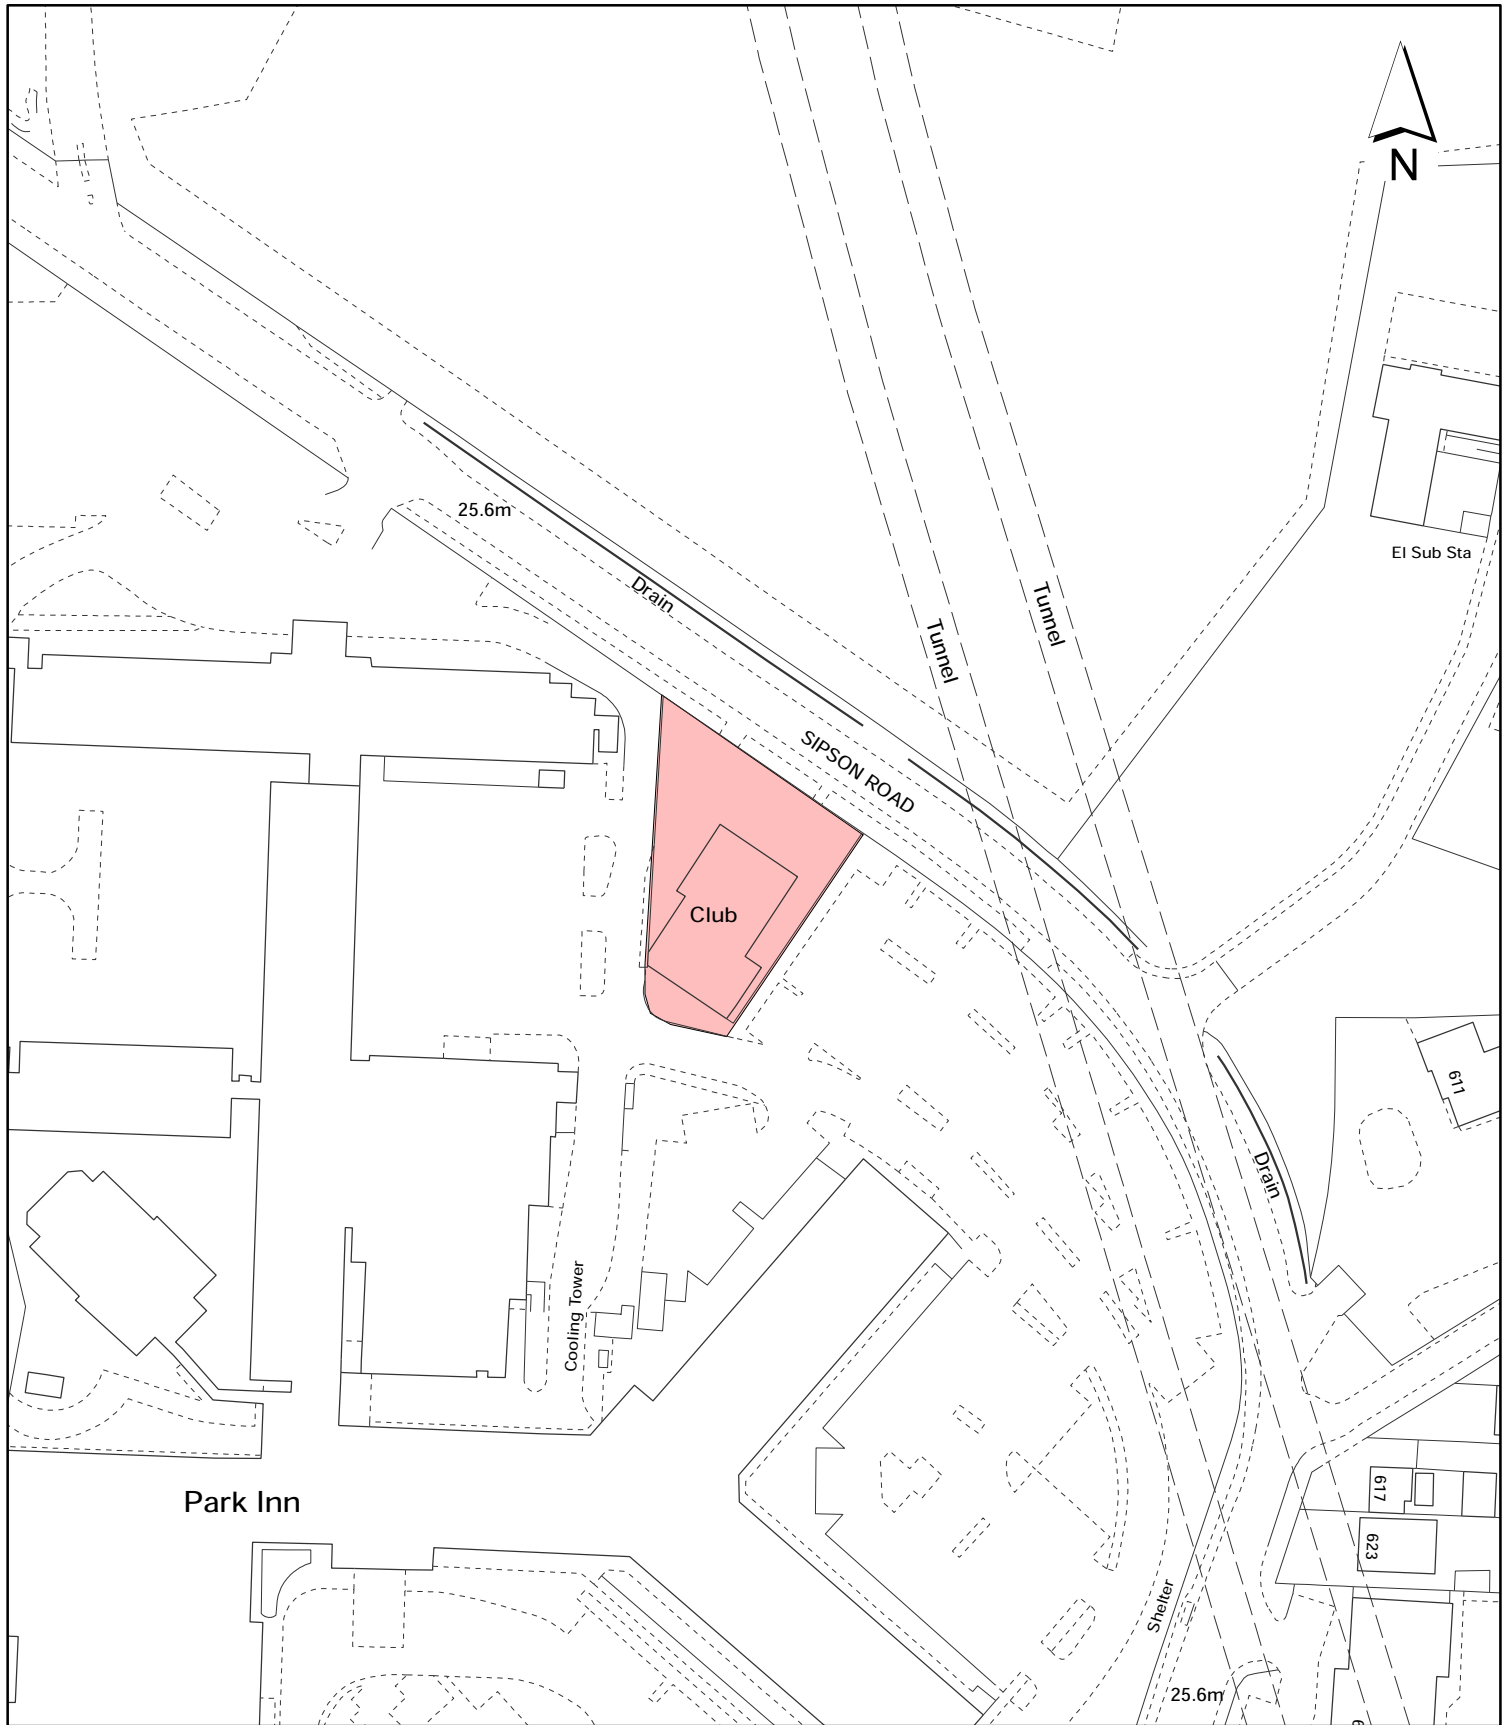 N
25.6m
El Sub Sta
Drain
Tunnel
Tunnel
SIPSON ROAD
Club
611
Drain
Cooling Tower
Park Inn
617
623
Shelter
25.6m